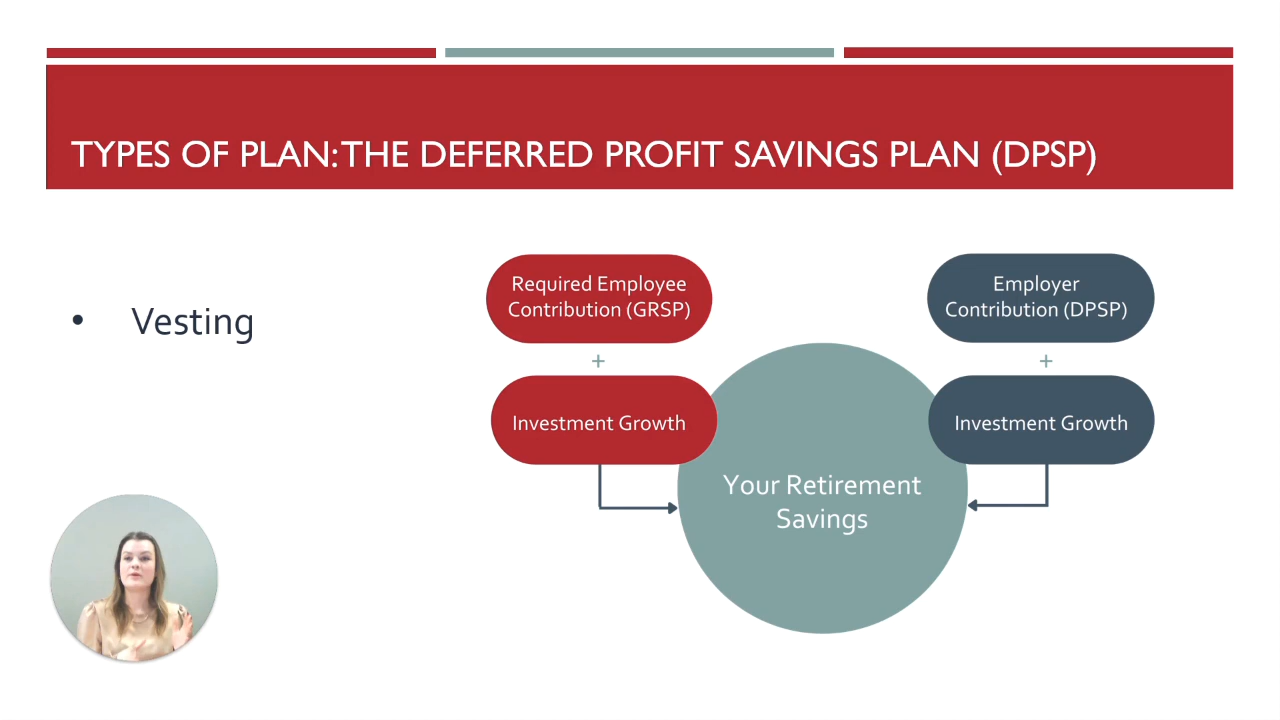 TYPES OF PLAN: THE DEFERRED PROFIT SAVINGS PLAN (DPSP)
• Vesting
Required Employee
Contribution (GRSP)
+
Investment Growth
Employer
Contribution (DPSP)
+
Investment Growth
Your Retirement
Savings